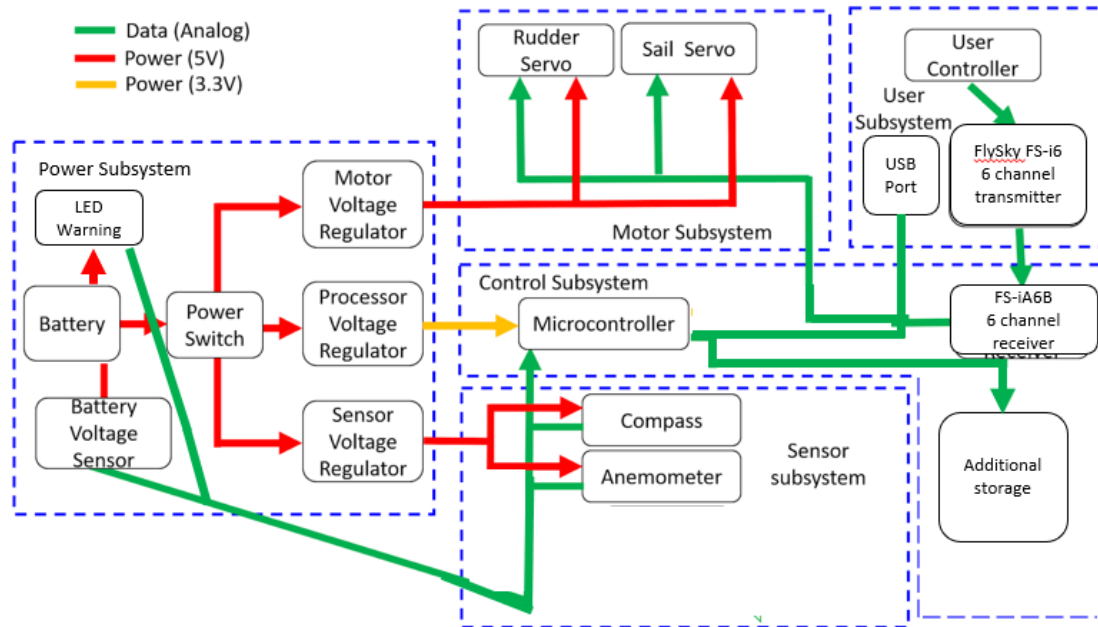 Data (Analog)
Power (5V)
Power (3.3V)
Rudder
Servo
Sail Servo
Motor Subsystem
User
Controller
User
Subsystem
USB
Port
FlySky FS-i6
6 channel
transmitter
Power Subsystem
LED
Warning
Battery
Power
Switch
Battery
Voltage
Sensor
Motor
Voltage
Regulator
Processor
Voltage
Regulator
Sensor
Voltage
Regulator
Control Subsystem
Microcontroller
FS-iA6B
6 channel
receiver
Receiver
Compass
Anemometer
Sensor
subsystem
Additional
storage